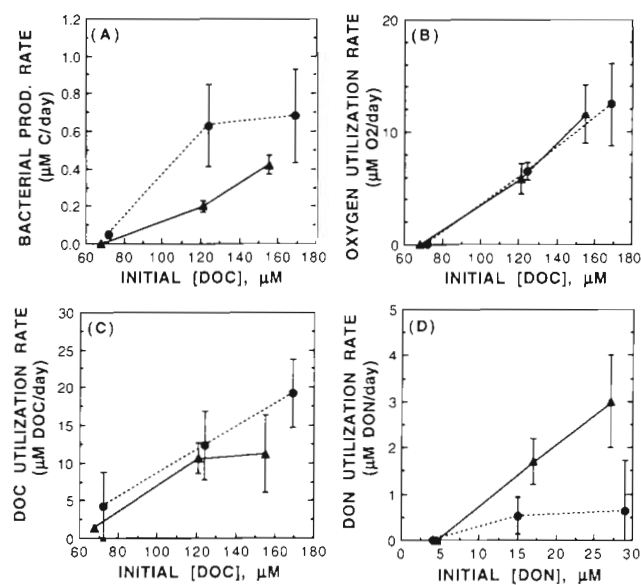 (A)
BACTERIAL PROD. RATE
(µM C/day)
1.2
1.0
0.8
0.6
0.4
0.2
0.0
60 80 100 120 140 160 180
INITIAL [DOC], µM
(B)
OXYGEN UTILIZATION RATE
(µM O2/day)
20
10
0
60 80 100 120 140 160 180
INITIAL [DOC], µM
(C)
DOC UTILIZATION RATE
(µM DOC/day)
30
25
20
15
10
5
0
60 80 100 120 140 160 180
INITIAL [DOC], µM
(D)
DON UTILIZATION RATE
(µM DON/day)
5
4
3
2
1
0
0 5 10 15 20 25 30
INITIAL [DON], µM